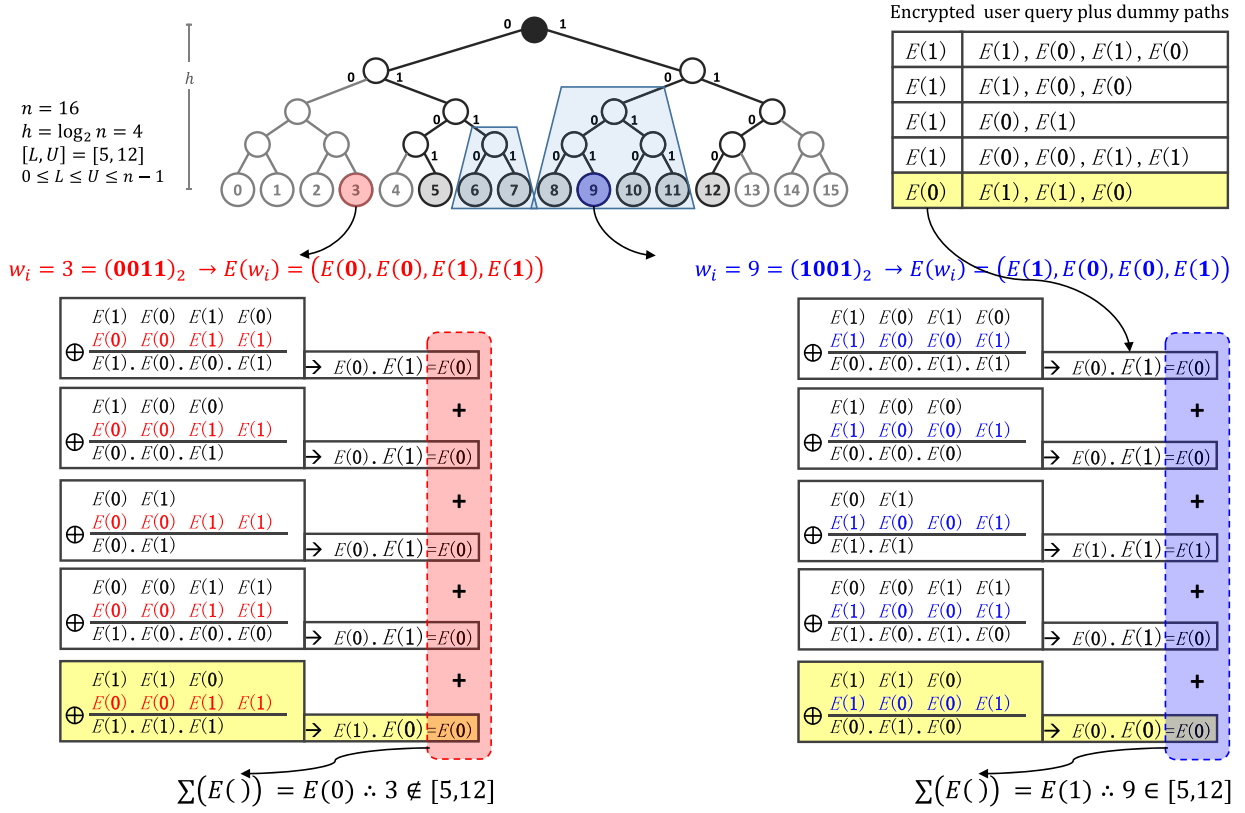 Encrypted user query plus dummy paths
0 1
h
0 1 0 1
0 1 0 1
0 1 0 1 0 1 0
n = 16
h = log₂ n = 4
[L, U] = [5, 12]
0 ≤ L ≤ U ≤ n − 1
0 1 2 3 4 5 6 7 8 9 10 11 12 13 14 15
E(1) E(1) , E(0) , E(1) , E(0)
E(1) E(1) , E(0) , E(0)
E(1) E(0) , E(1)
E(1) E(0) , E(0) , E(1) , E(1)
E(0) E(1) , E(1) , E(0)
wᵢ = 3 = (0011)₂ → E(wᵢ) = (E(0), E(0), E(1), E(1))
E(1) E(0) E(1) E(0)
⊕ E(0) E(0) E(1) E(1)
E(1) . E(0) . E(0) . E(1) → E(0) . E(1) =E(0)
+
E(1) E(0) E(0)
⊕ E(0) E(0) E(1) E(1)
E(0) . E(0) . E(1) → E(0) . E(1) =E(0)
+
E(0) E(1)
⊕ E(0) E(0) E(1) E(1)
E(0) . E(1) → E(0) . E(1) =E(0)
+
E(0) E(0) E(1) E(1)
⊕ E(0) E(0) E(1) E(1)
E(1) . E(0) . E(0) . E(0) → E(0) . E(1) =E(0)
+
E(1) E(1) E(0)
⊕ E(0) E(0) E(1) E(1)
E(1) . E(1) . E(1) → E(1) . E(0) =E(0)
∑(E( )) = E(0) ∴ 3 ∉ [5,12]
wᵢ = 9 = (1001)₂ → E(wᵢ) = (E(1), E(0), E(0), E(1))
E(1) E(0) E(1) E(0)
⊕ E(1) E(0) E(0) E(1)
E(0) . E(0) . E(1) . E(1) → E(0) . E(1) =E(0)
+
E(1) E(0) E(0)
⊕ E(1) E(0) E(0) E(1)
E(0) . E(0) . E(0) → E(0) . E(1) =E(0)
+
E(0) E(1)
⊕ E(1) E(0) E(0) E(1)
E(1) . E(1) → E(1) . E(1) =E(1)
+
E(0) E(0) E(1) E(1)
⊕ E(1) E(0) E(0) E(1)
E(1) . E(0) . E(1) . E(0) → E(0) . E(1) =E(0)
+
E(1) E(1) E(0)
⊕ E(1) E(0) E(0) E(1)
E(0) . E(1) . E(0) → E(0) . E(0) =E(0)
∑(E( )) = E(1) ∴ 9 ∈ [5,12]